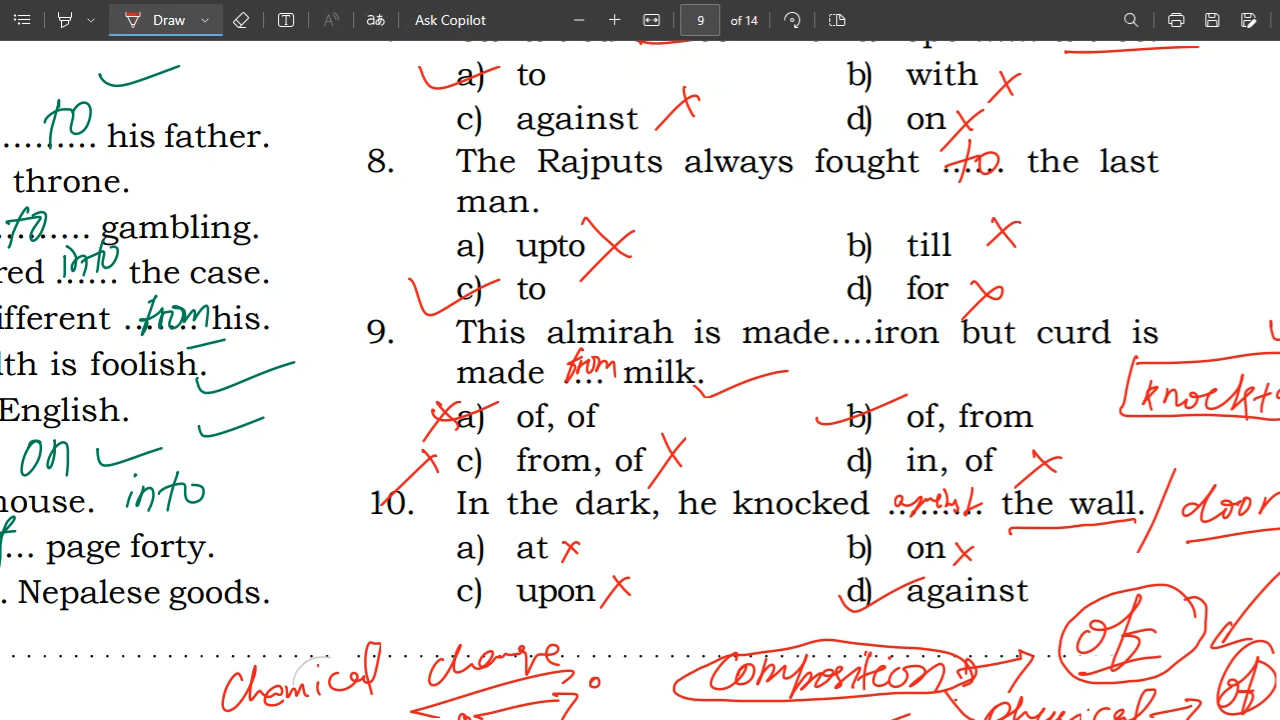 Draw
Ask Copilot
9 of 14
a) to b) with
c) against d) on
8. The Rajputs always fought ...to... the last
man.
a) upto b) till
c) to d) for
9. This almirah is made....iron but curd is
made .from. milk.
a) of, of b) of, from
c) from, of d) in, of
10. In the dark, he knocked ..against.. the wall. / door
a) at b) on
c) upon d) against
......to... his father.
throne.
..to...... gambling.
red ..into.. the case.
ifferent ..from.. his.
lth is foolish.
English.
on
house. into
... page forty.
. Nepalese goods.
knock
chemical change
composition
of
physical
of